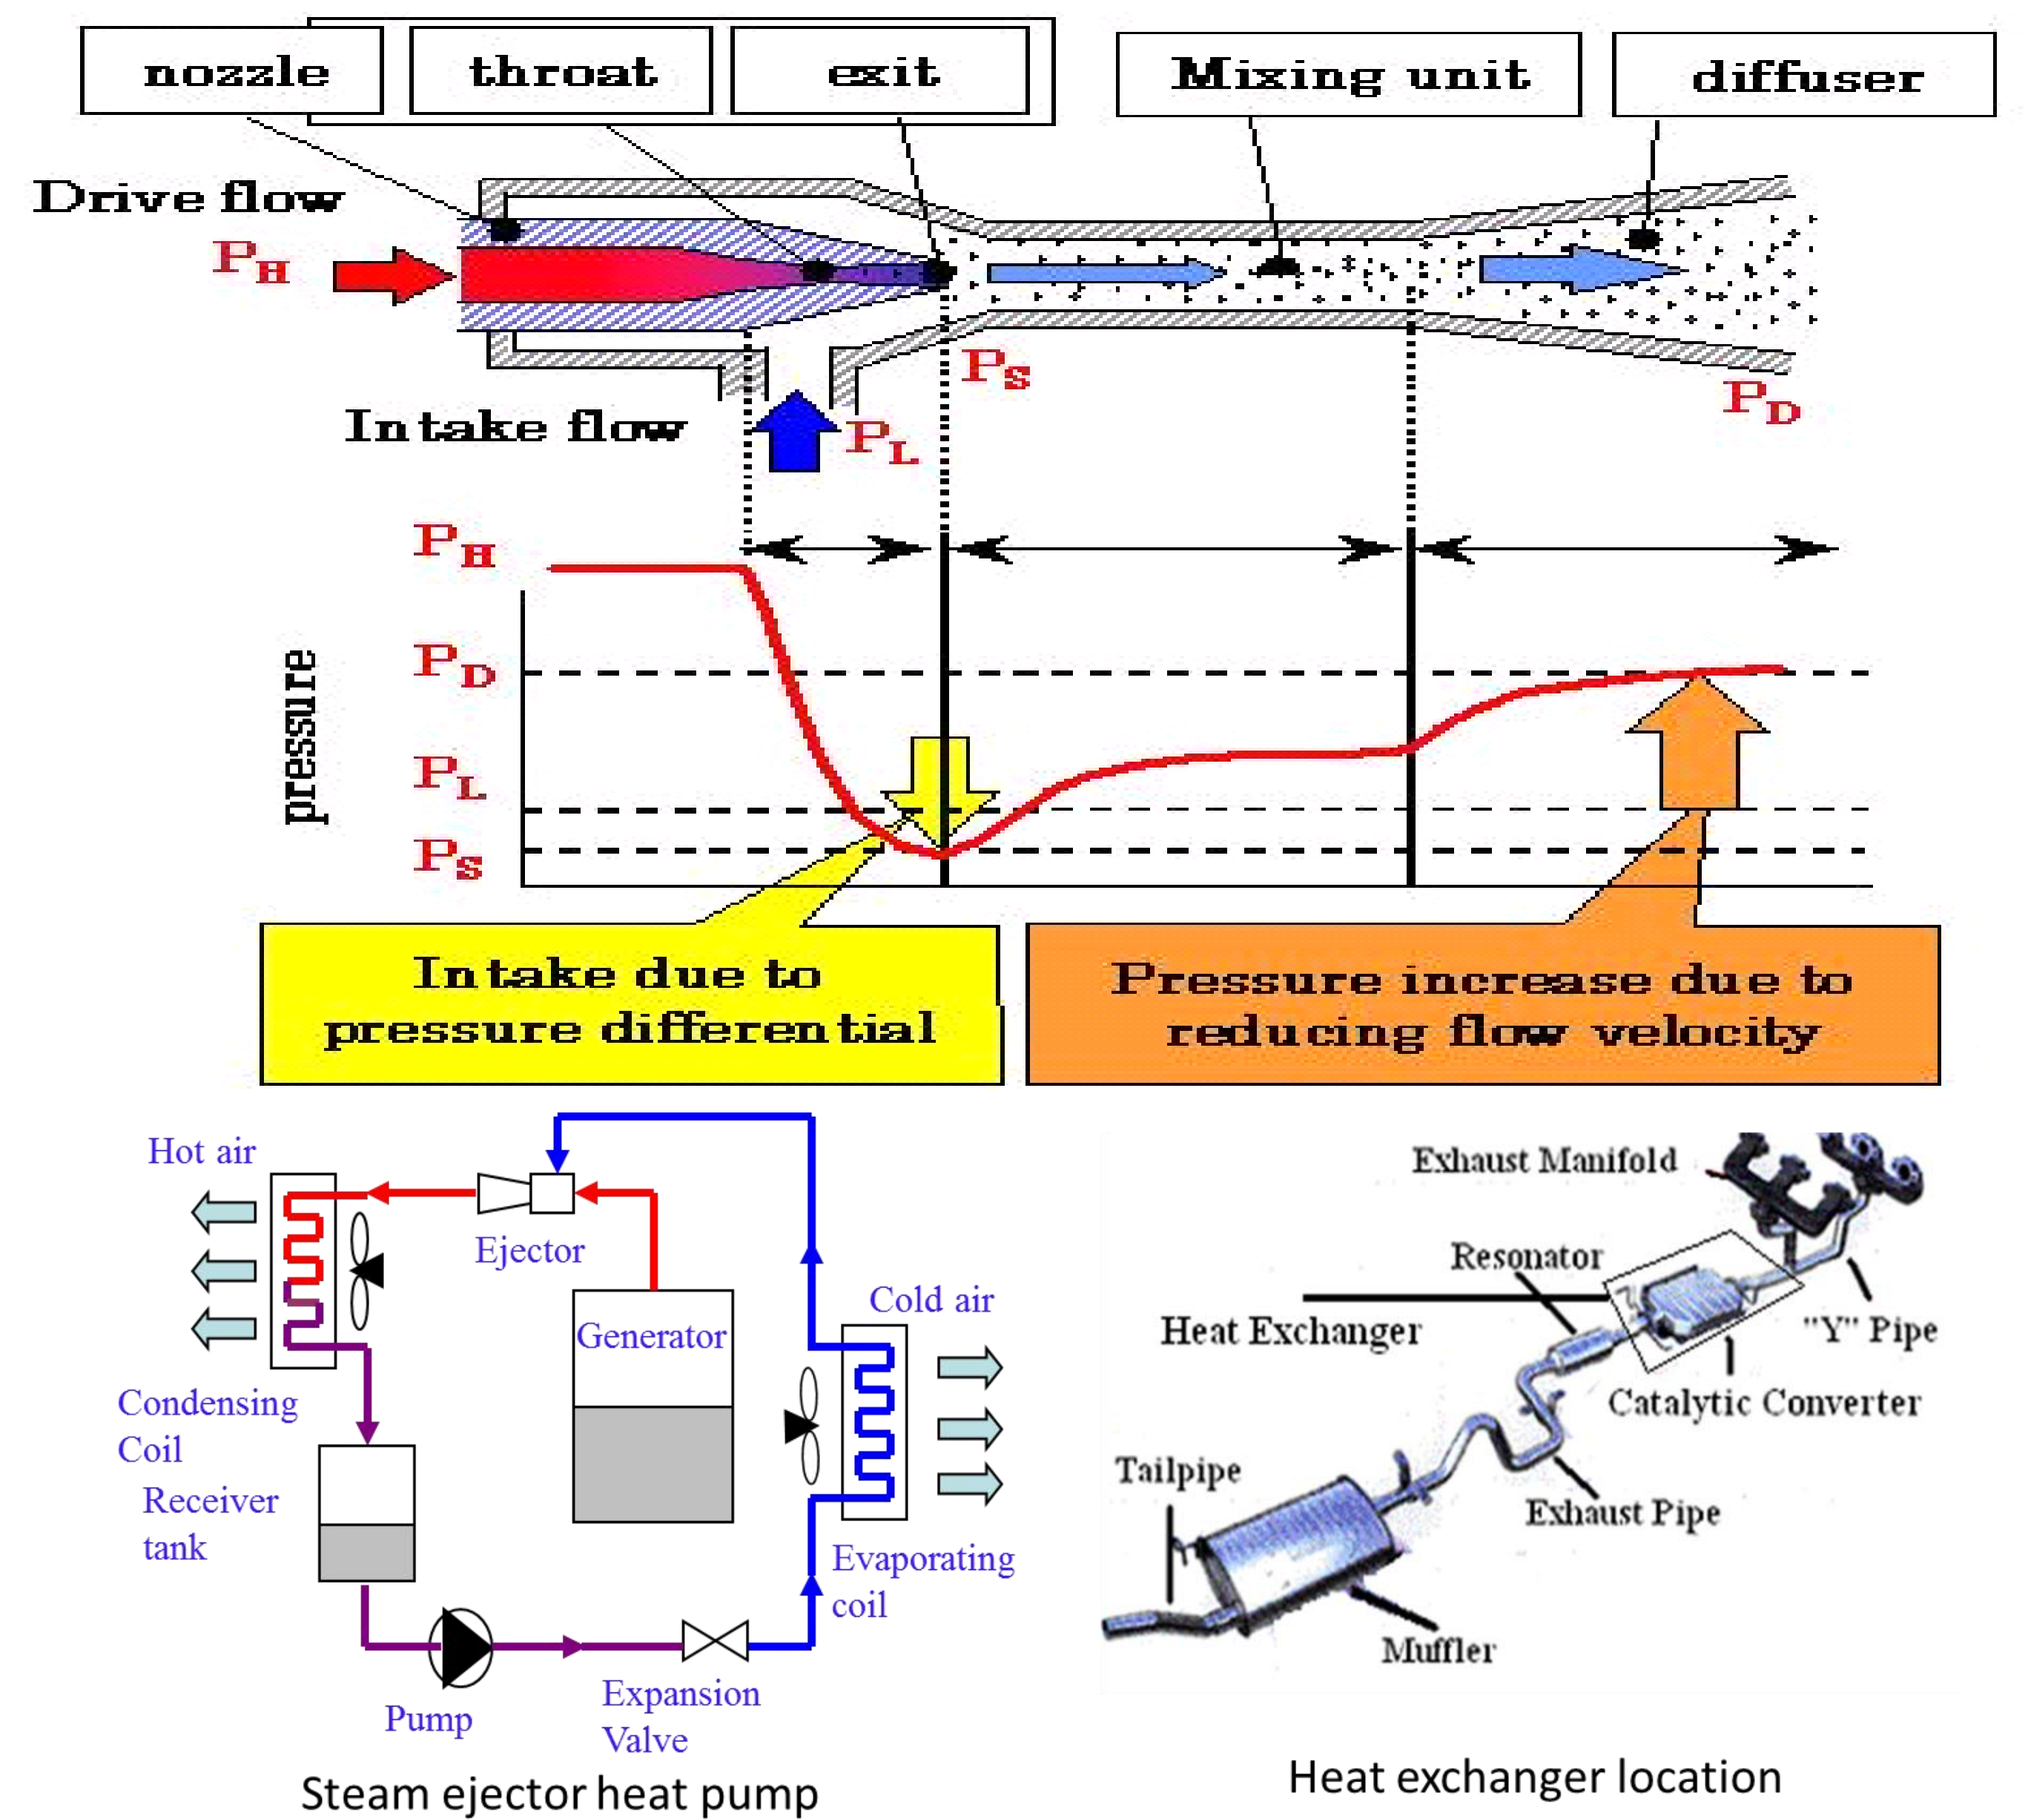 nozzle
throat
exit
Mixing unit
diffuser
Drive flow
PH
PS
PD
Intake flow
PL
PH
PD
PL
PS
pressure
Intake due to
pressure differential
Pressure increase due to
reducing flow velocity
Hot air
Ejector
Generator
Cold air
Condensing
Coil
Receiver
tank
Evaporating
coil
Pump
Expansion
Valve
Steam ejector heat pump
Exhaust Manifold
Resonator
Heat Exchanger
"Y" Pipe
Catalytic Converter
Tailpipe
Exhaust Pipe
Muffler
Heat exchanger location